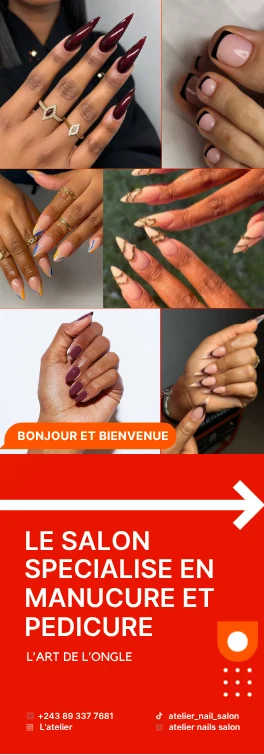 BONJOUR ET BIENVENUE
LE SALON
SPECIALISE EN
MANUCURE ET
PEDICURE
L'ART DE L'ONGLE
+243 89 337 7681
atelier_nail_salon
L'atelier
atelier nails salon